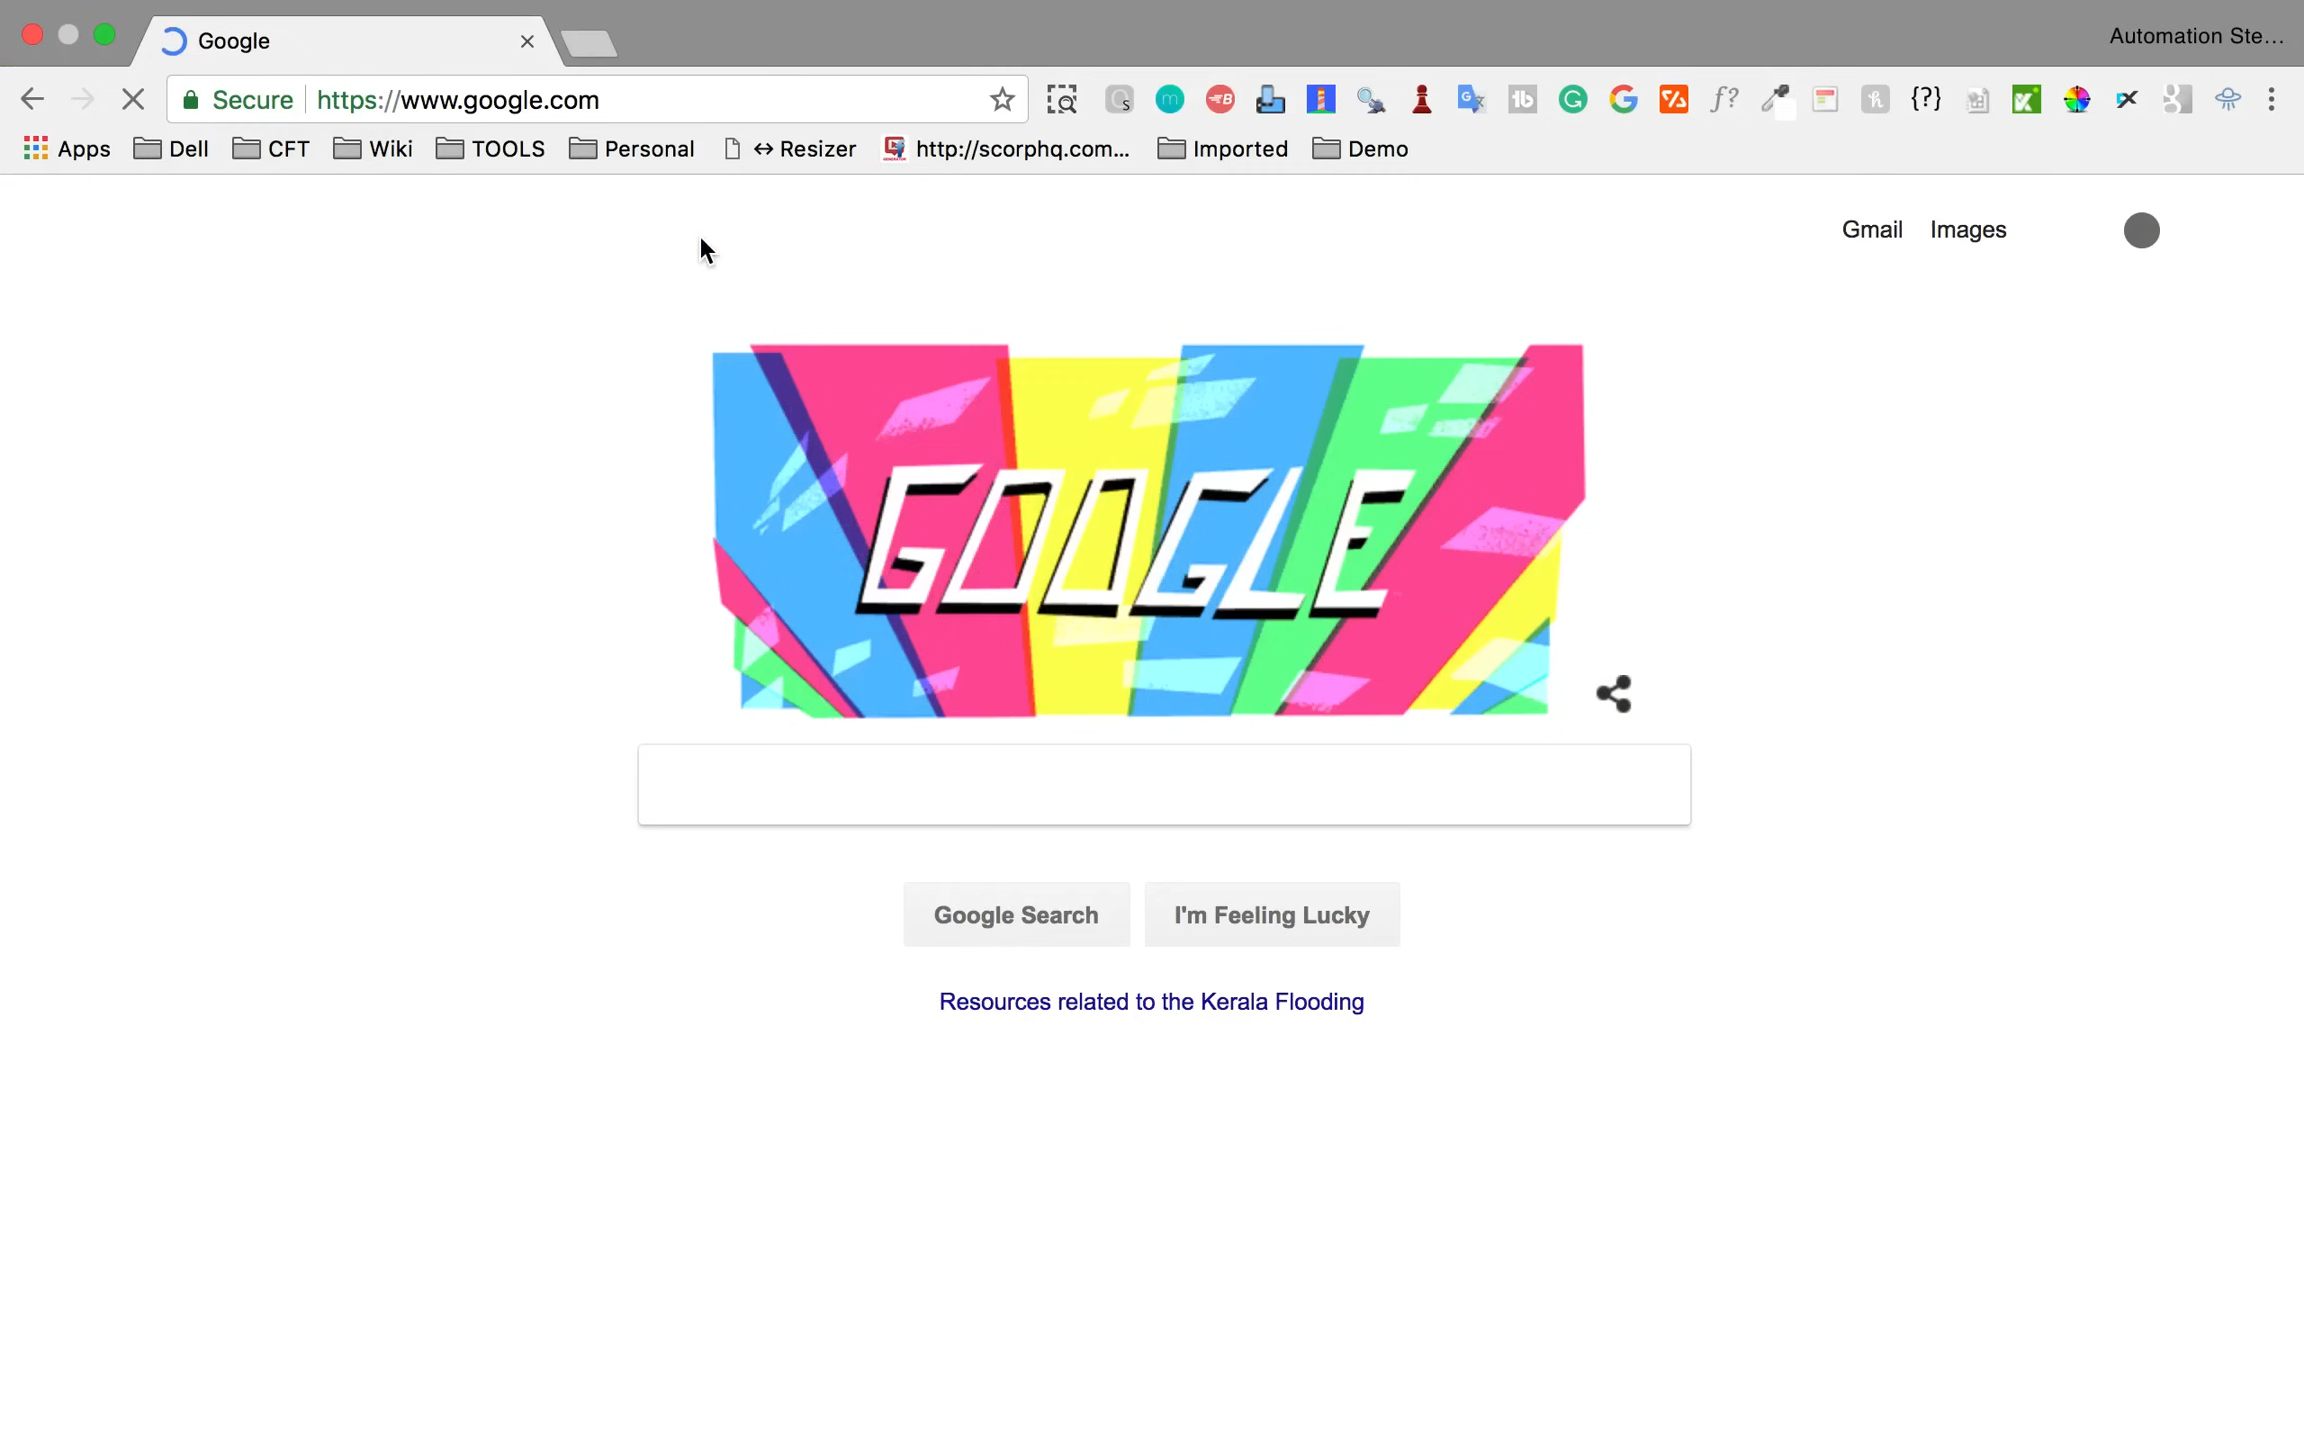 Google
Automation Ste...
Secure https://www.google.com
Apps Dell CFT Wiki TOOLS Personal ↔ Resizer http://scorphq.com... Imported Demo
Gmail Images
GOOGLE
Google Search I'm Feeling Lucky
Resources related to the Kerala Flooding